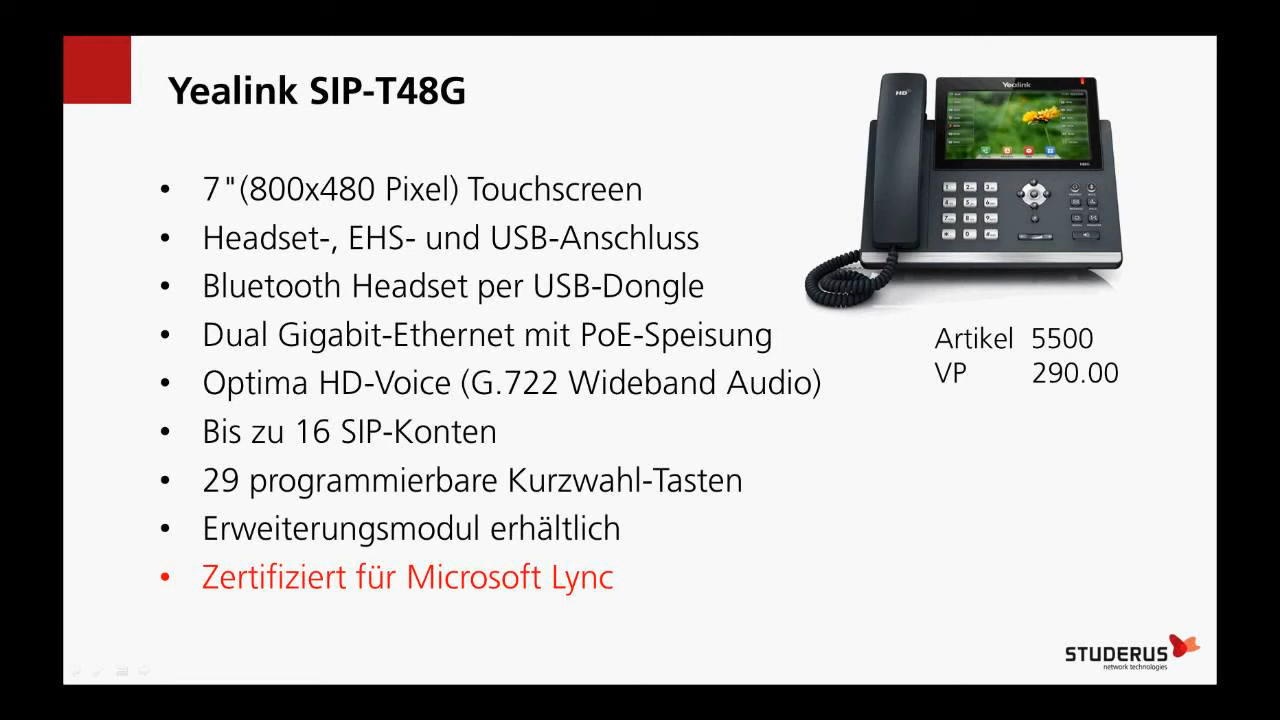 Yealink SIP-T48G
• 7"(800x480 Pixel) Touchscreen
• Headset-, EHS- und USB-Anschluss
• Bluetooth Headset per USB-Dongle
• Dual Gigabit-Ethernet mit PoE-Speisung
• Optima HD-Voice (G.722 Wideband Audio)
• Bis zu 16 SIP-Konten
• 29 programmierbare Kurzwahl-Tasten
• Erweiterungsmodul erhältlich
• Zertifiziert für Microsoft Lync
Yealink
HD
Artikel 5500
VP 290.00
STUDERUS
network technologies